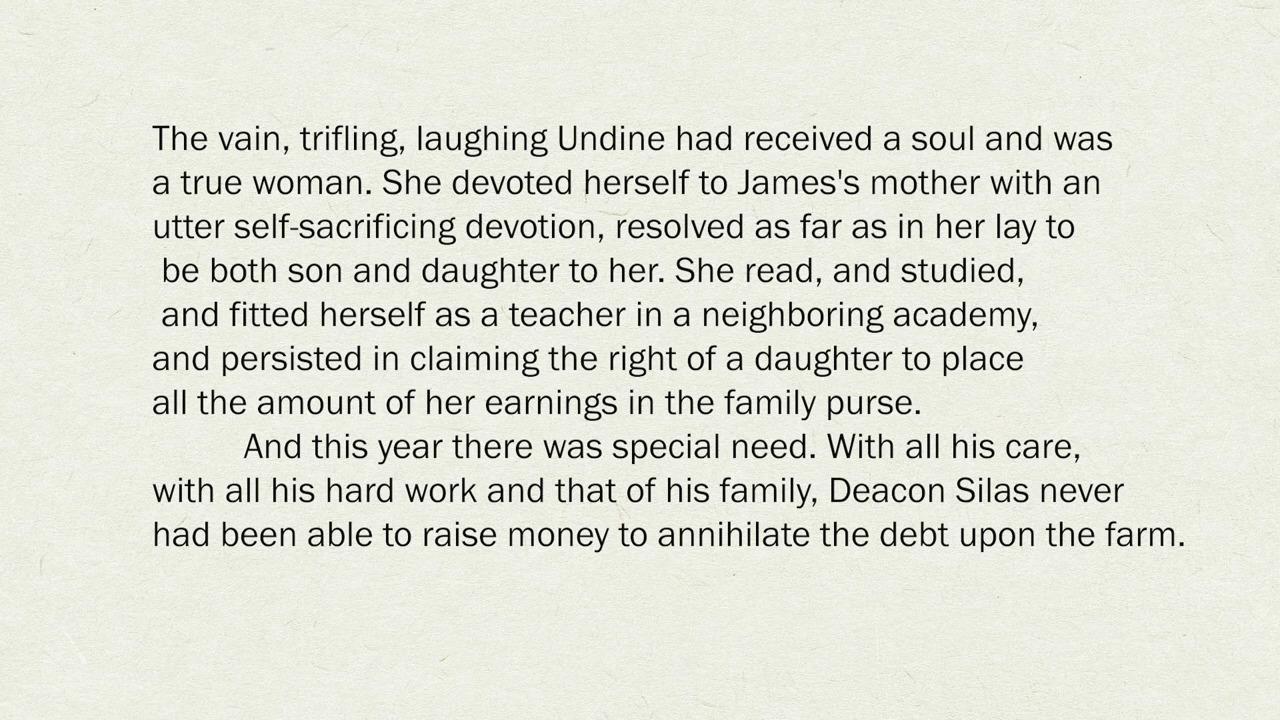 The vain, trifling, laughing Undine had received a soul and was
a true woman. She devoted herself to James's mother with an
utter self-sacrificing devotion, resolved as far as in her lay to
be both son and daughter to her. She read, and studied,
and fitted herself as a teacher in a neighboring academy,
and persisted in claiming the right of a daughter to place
all the amount of her earnings in the family purse.
And this year there was special need. With all his care,
with all his hard work and that of his family, Deacon Silas never
had been able to raise money to annihilate the debt upon the farm.